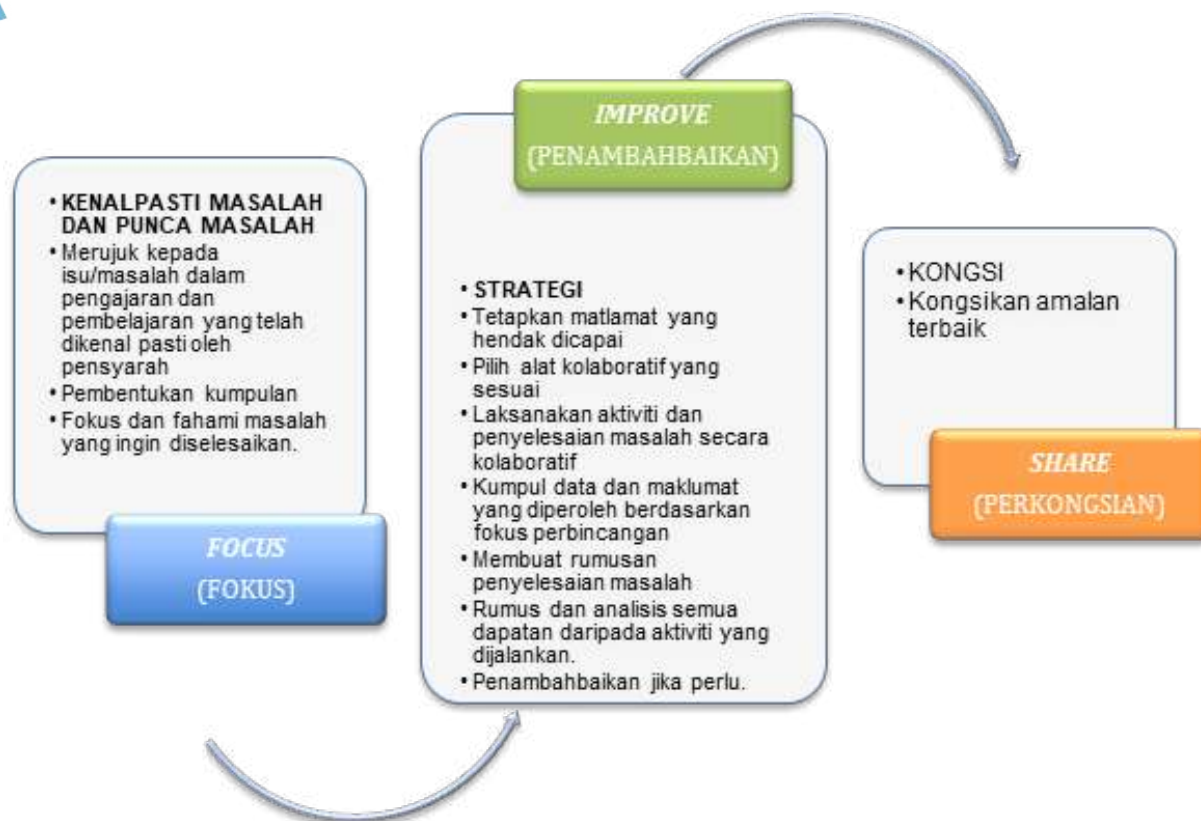 • KENALPASTI MASALAH
DAN PUNCA MASALAH
• Merujuk kepada
isu/masalah dalam
pengajaran dan
pembelajaran yang telah
dikenal pasti oleh
pensyarah
• Pembentukan kumpulan
• Fokus dan fahami masalah
yang ingin diselesaikan.
FOCUS
(FOKUS)
IMPROVE
(PENAMBAHBAIKAN)
• STRATEGI
• Tetapkan matlamat yang
hendak dicapai
• Pilih alat kolaboratif yang
sesuai
• Laksanakan aktiviti dan
penyelesaian masalah secara
kolaboratif
• Kumpul data dan maklumat
yang diperoleh berdasarkan
fokus perbincangan
• Membuat rumusan
penyelesaian masalah
• Rumus dan analisis semua
dapatan daripada aktiviti yang
dijalankan.
• Penambahbaikan jika perlu.
• KONGSI
• Kongsikan amalan
terbaik
SHARE
(PERKONGSIAN)